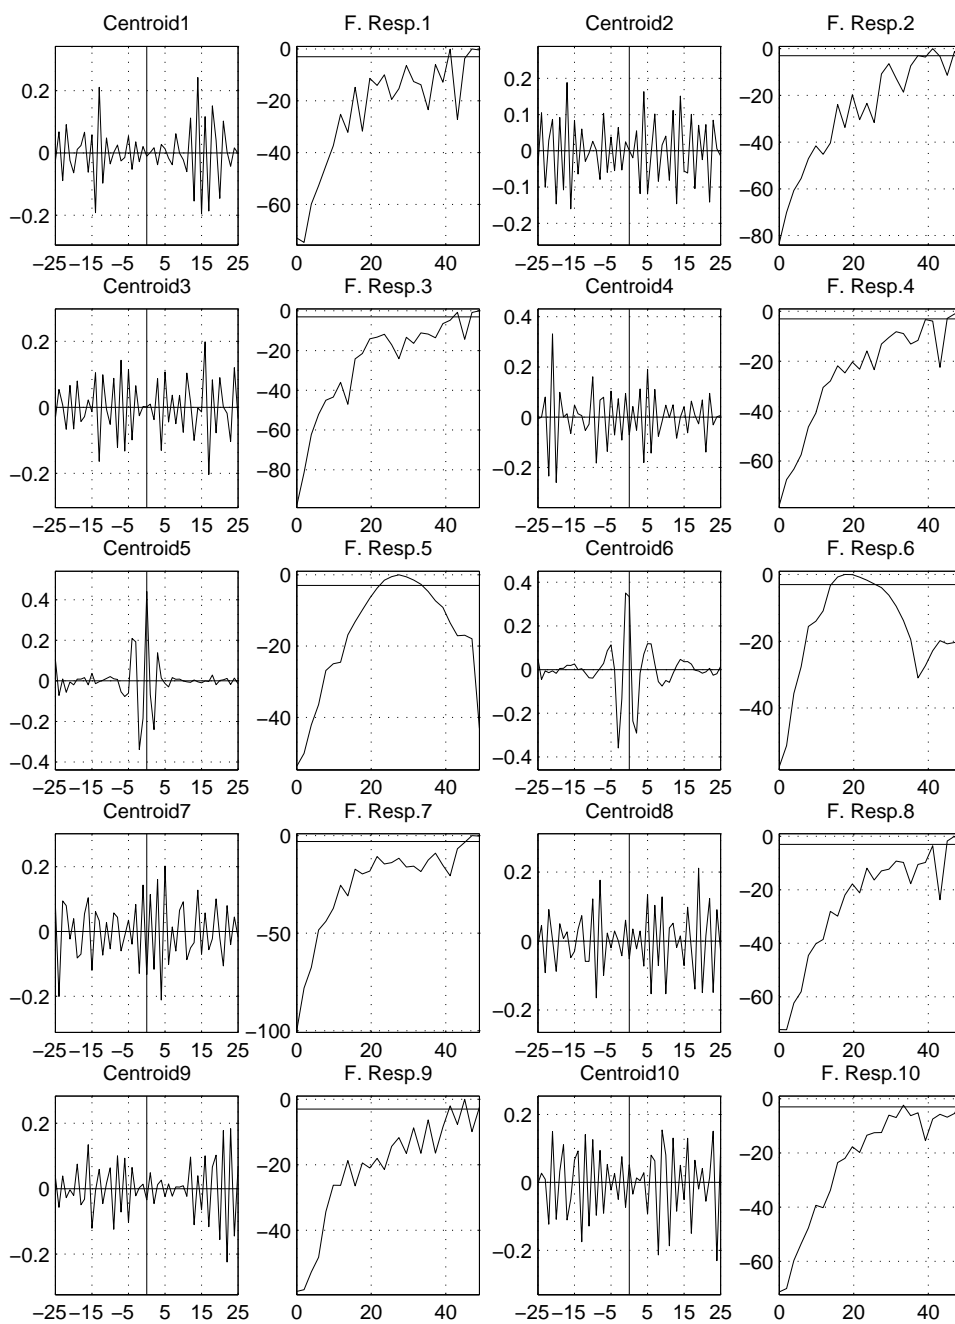 Centroid1 F. Resp.1 Centroid2 F. Resp.2
0.2 0 −0.2 0 −20 −40 −60 0.2 0.1 0 −0.1 −0.2 0 −20 −40 −60 −80
−25 −15 −5 5 15 25 0 20 40 −25 −15 −5 5 15 25 0 20 40
Centroid3 F. Resp.3 Centroid4 F. Resp.4
0.2 0 −0.2 0 −20 −40 −60 −80 0.4 0.2 0 −0.2 0 −20 −40 −60
−25 −15 −5 5 15 25 0 20 40 −25 −15 −5 5 15 25 0 20 40
Centroid5 F. Resp.5 Centroid6 F. Resp.6
0.4 0.2 0 −0.2 −0.4 0 −20 −40 0.4 0.2 0 −0.2 −0.4 0 −20 −40
−25 −15 −5 5 15 25 0 20 40 −25 −15 −5 5 15 25 0 20 40
Centroid7 F. Resp.7 Centroid8 F. Resp.8
0.2 0 −0.2 0 −50 −100 0.2 0 −0.2 0 −20 −40 −60
−25 −15 −5 5 15 25 0 20 40 −25 −15 −5 5 15 25 0 20 40
Centroid9 F. Resp.9 Centroid10 F. Resp.10
0.2 0 −0.2 0 −20 −40 0.2 0 −0.2 0 −20 −40 −60
−25 −15 −5 5 15 25 0 20 40 −25 −15 −5 5 15 25 0 20 40